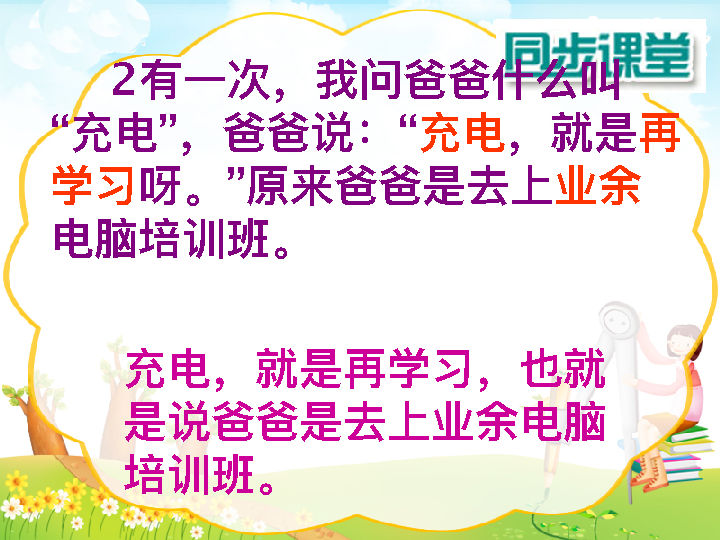 同步课堂
2有一次，我问爸爸什么叫
“充电”，爸爸说：“充电，就是再
学习呀。”原来爸爸是去上业余
电脑培训班。
充电，就是再学习，也就
是说爸爸是去上业余电脑
培训班。